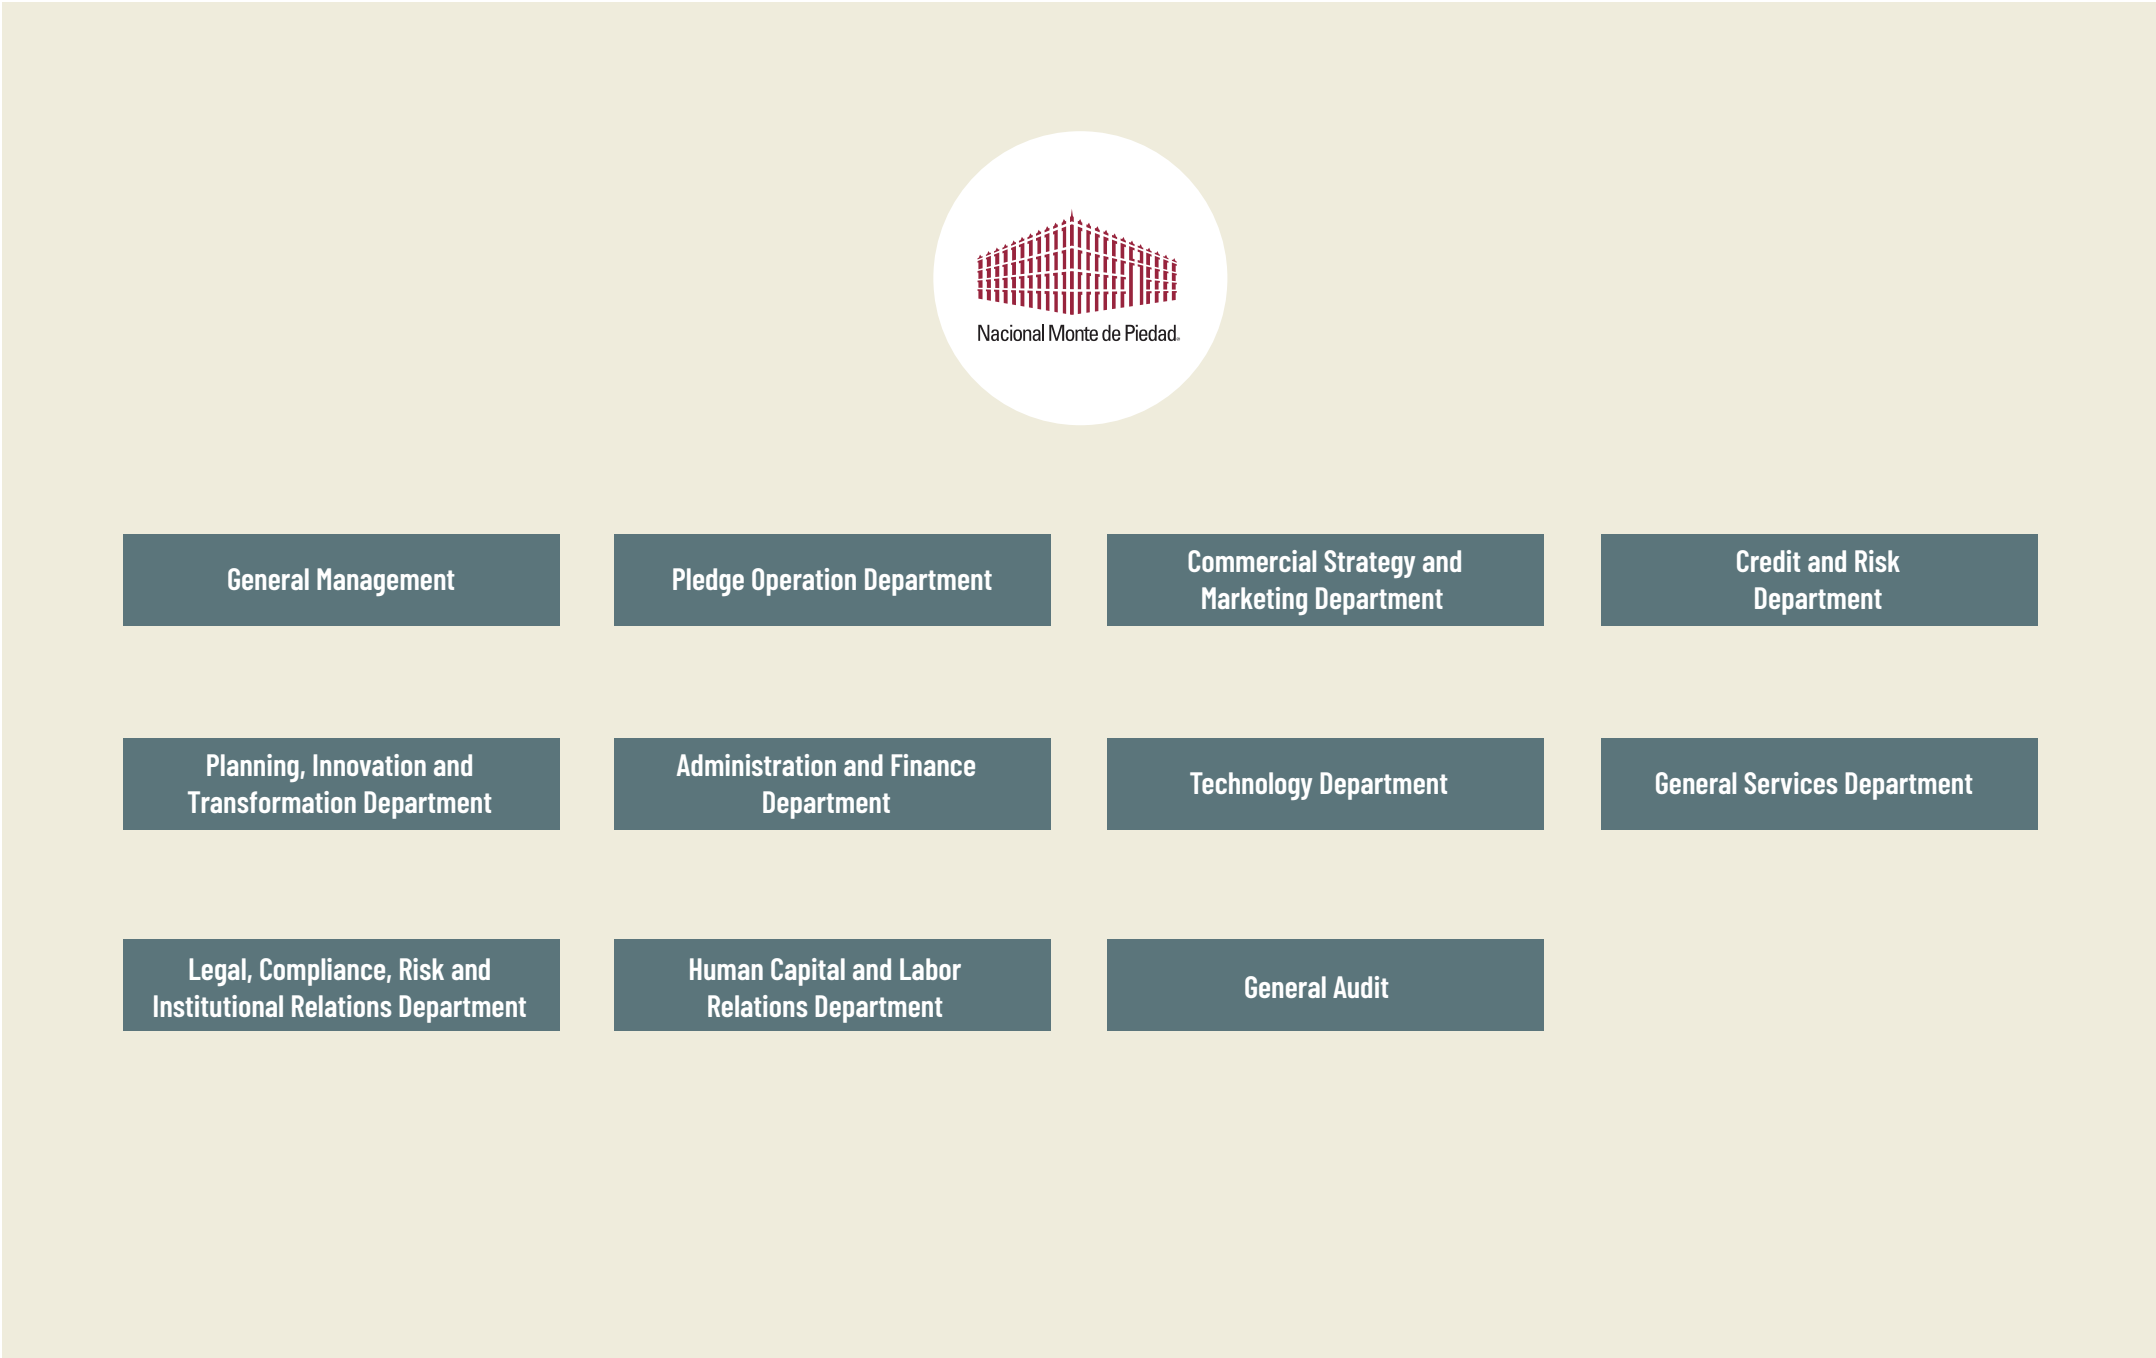 Nacional Monte de Piedad®
General Management
Pledge Operation Department
Commercial Strategy and
Marketing Department
Credit and Risk
Department
Planning, Innovation and
Transformation Department
Administration and Finance
Department
Technology Department
General Services Department
Legal, Compliance, Risk and
Institutional Relations Department
Human Capital and Labor
Relations Department
General Audit